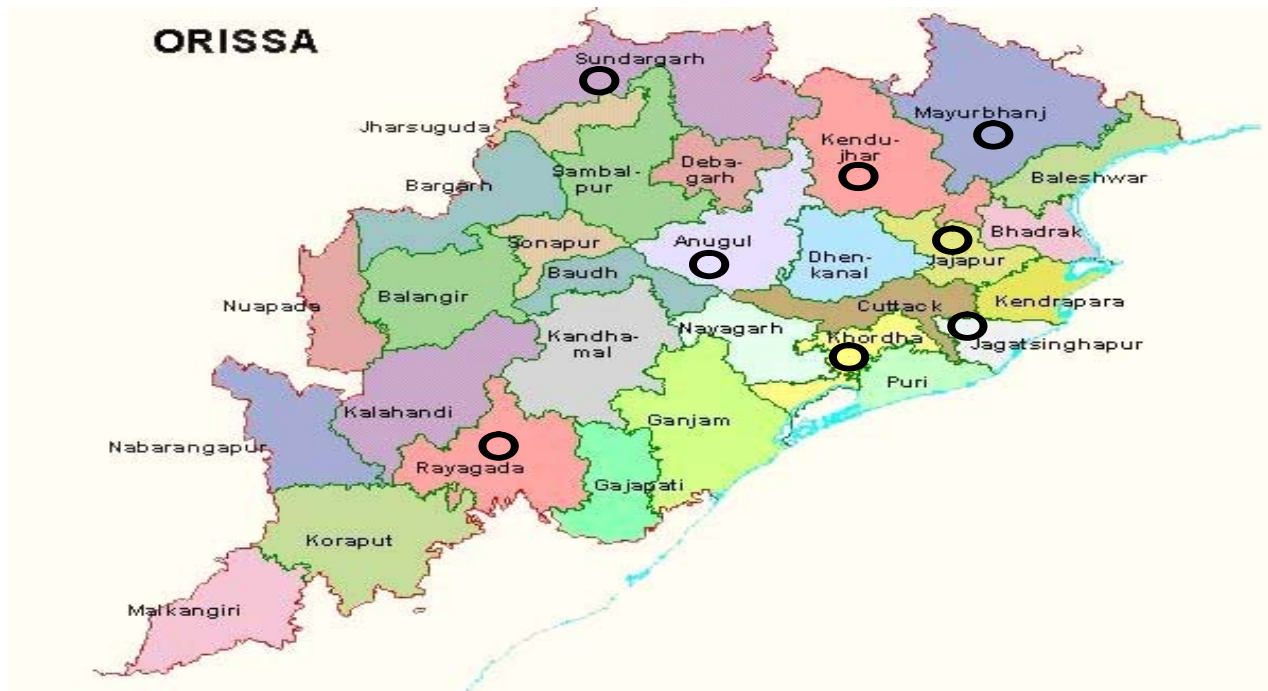 ORISSA
Sundargarh
Mayurbhanj
Jharsuguda
Kendu-
jhar
Deba-
garh
Sambal-
pur
Bargarh
Baleshwar
Bhadrak
Sonapur
Anugul
Jajapur
Dhen-
kanal
Baudh
Balangir
Nuapada
Cuttack
Kendrapara
Kandha-
mal
Nayagarh
Khordha
Jagatsinghapur
Puri
Kalahandi
Ganjam
Nabarangapur
Rayagada
Gajapati
Koraput
Malkangiri